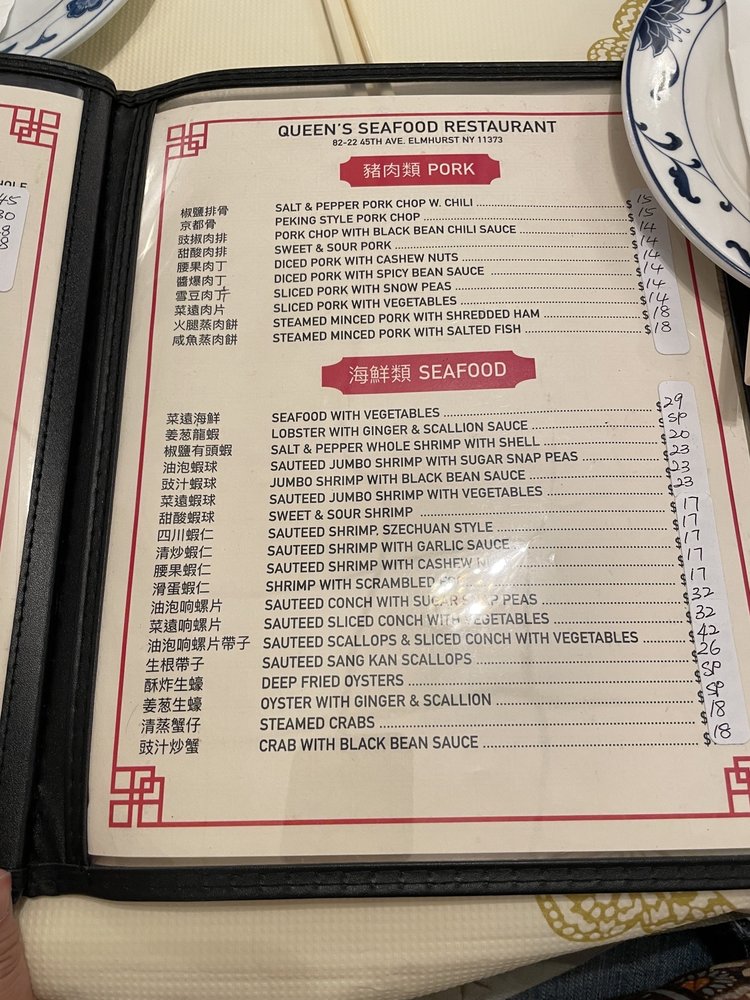 QUEEN'S SEAFOOD RESTAURANT
82-22 45TH AVE. ELMHURST NY 11373
豬肉類 PORK
椒鹽排骨 SALT & PEPPER PORK CHOP W. CHILI $ 15
京都骨 PEKING STYLE PORK CHOP 15
豉椒肉排 PORK CHOP WITH BLACK BEAN CHILI SAUCE $ 14
甜酸肉排 SWEET & SOUR PORK $ 14
腰果肉丁 DICED PORK WITH CASHEW NUTS $ 14
醬爆肉丁 DICED PORK WITH SPICY BEAN SAUCE $ 14
雪豆肉 SLICED PORK WITH SNOW PEAS $ 14
菜遠肉片 SLICED PORK WITH VEGETABLES $ 14
火腿蒸肉餅 STEAMED MINCED PORK WITH SHREDDED HAM $ 18
咸魚蒸肉餅 STEAMED MINCED PORK WITH SALTED FISH $ 18
海鮮類 SEAFOOD
菜遠海鮮 SEAFOOD WITH VEGETABLES $ 29
姜葱龍蝦 LOBSTER WITH GINGER & SCALLION SAUCE $ SP
椒鹽有頭蝦 SALT & PEPPER WHOLE SHRIMP WITH SHELL $ 20
油泡蝦球 SAUTEED JUMBO SHRIMP WITH SUGAR SNAP PEAS $ 23
豉汁蝦球 JUMBO SHRIMP WITH BLACK BEAN SAUCE $ 23
菜遠蝦球 SAUTEED JUMBO SHRIMP WITH VEGETABLES $ 23
甜酸蝦球 SWEET & SOUR SHRIMP $ 17
四川蝦仁 SAUTEED SHRIMP, SZECHUAN STYLE $ 17
清炒蝦仁 SAUTEED SHRIMP WITH GARLIC SAUCE $ 17
腰果蝦仁 SAUTEED SHRIMP WITH CASHEW $ 17
滑蛋蝦仁 SHRIMP WITH SCRAMBLED $ 17
油泡响螺片 SAUTEED CONCH WITH SUGAR SNAP PEAS $ 32
菜遠响螺片 SAUTEED SLICED CONCH WITH VEGETABLES $ 32
油泡响螺片帶子 SAUTEED SCALLOPS & SLICED CONCH WITH VEGETABLES $ 42
生根帶子 SAUTEED SANG KAN SCALLOPS $ 26
酥炸生蠔 DEEP FRIED OYSTERS $ SP
姜葱生蠔 OYSTER WITH GINGER & SCALLION $ SP
清蒸蟹仔 STEAMED CRABS $ 18
豉汁炒蟹 CRAB WITH BLACK BEAN SAUCE $ 18